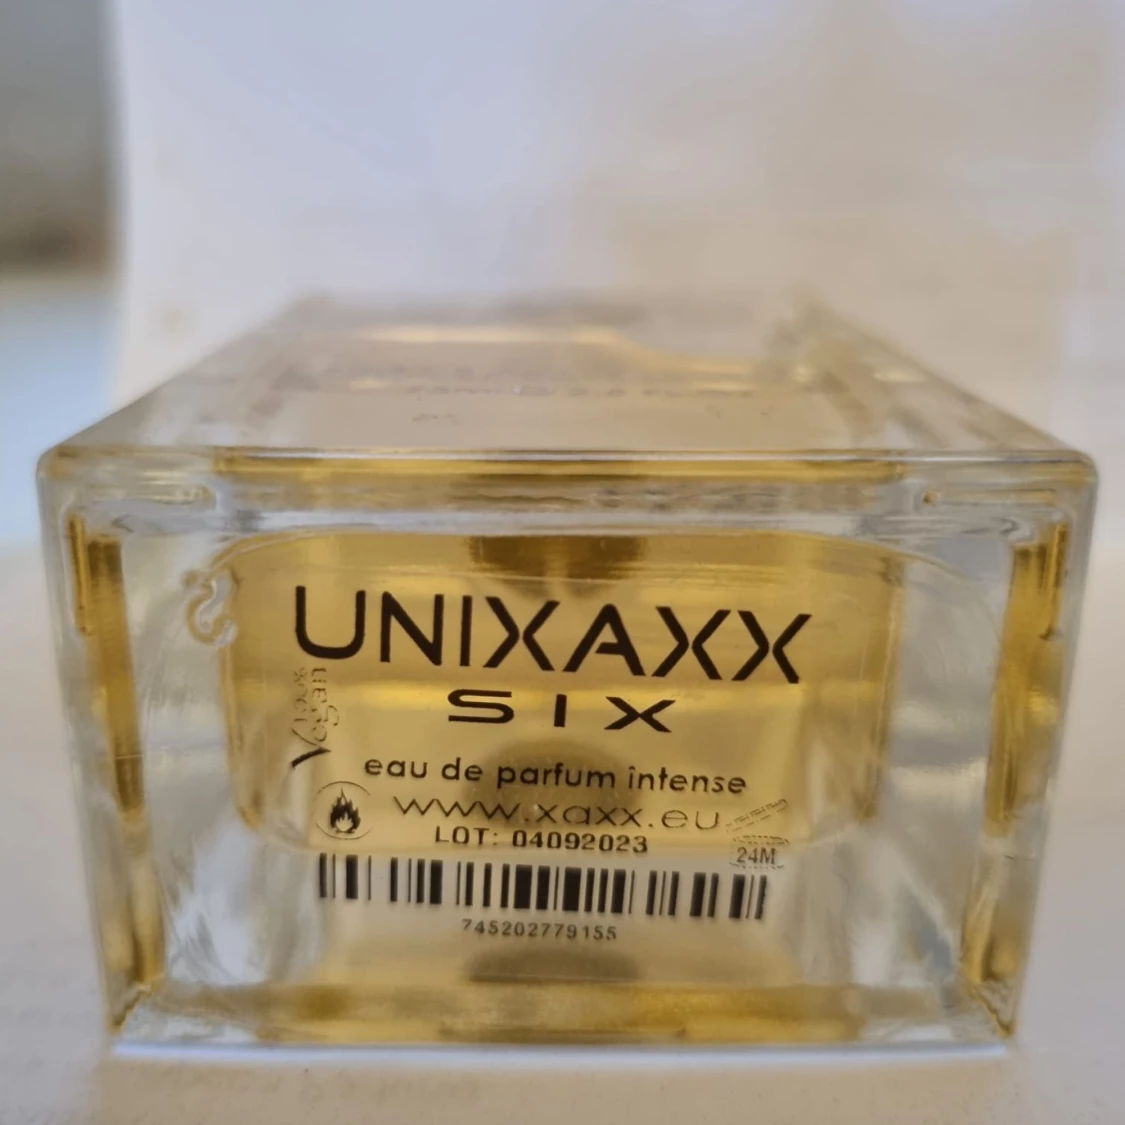 UNIXAXX
SIX
100%
Vegan
eau de parfum intense
www.xaxx.eu
LOT: 04092023
24M
745202779155